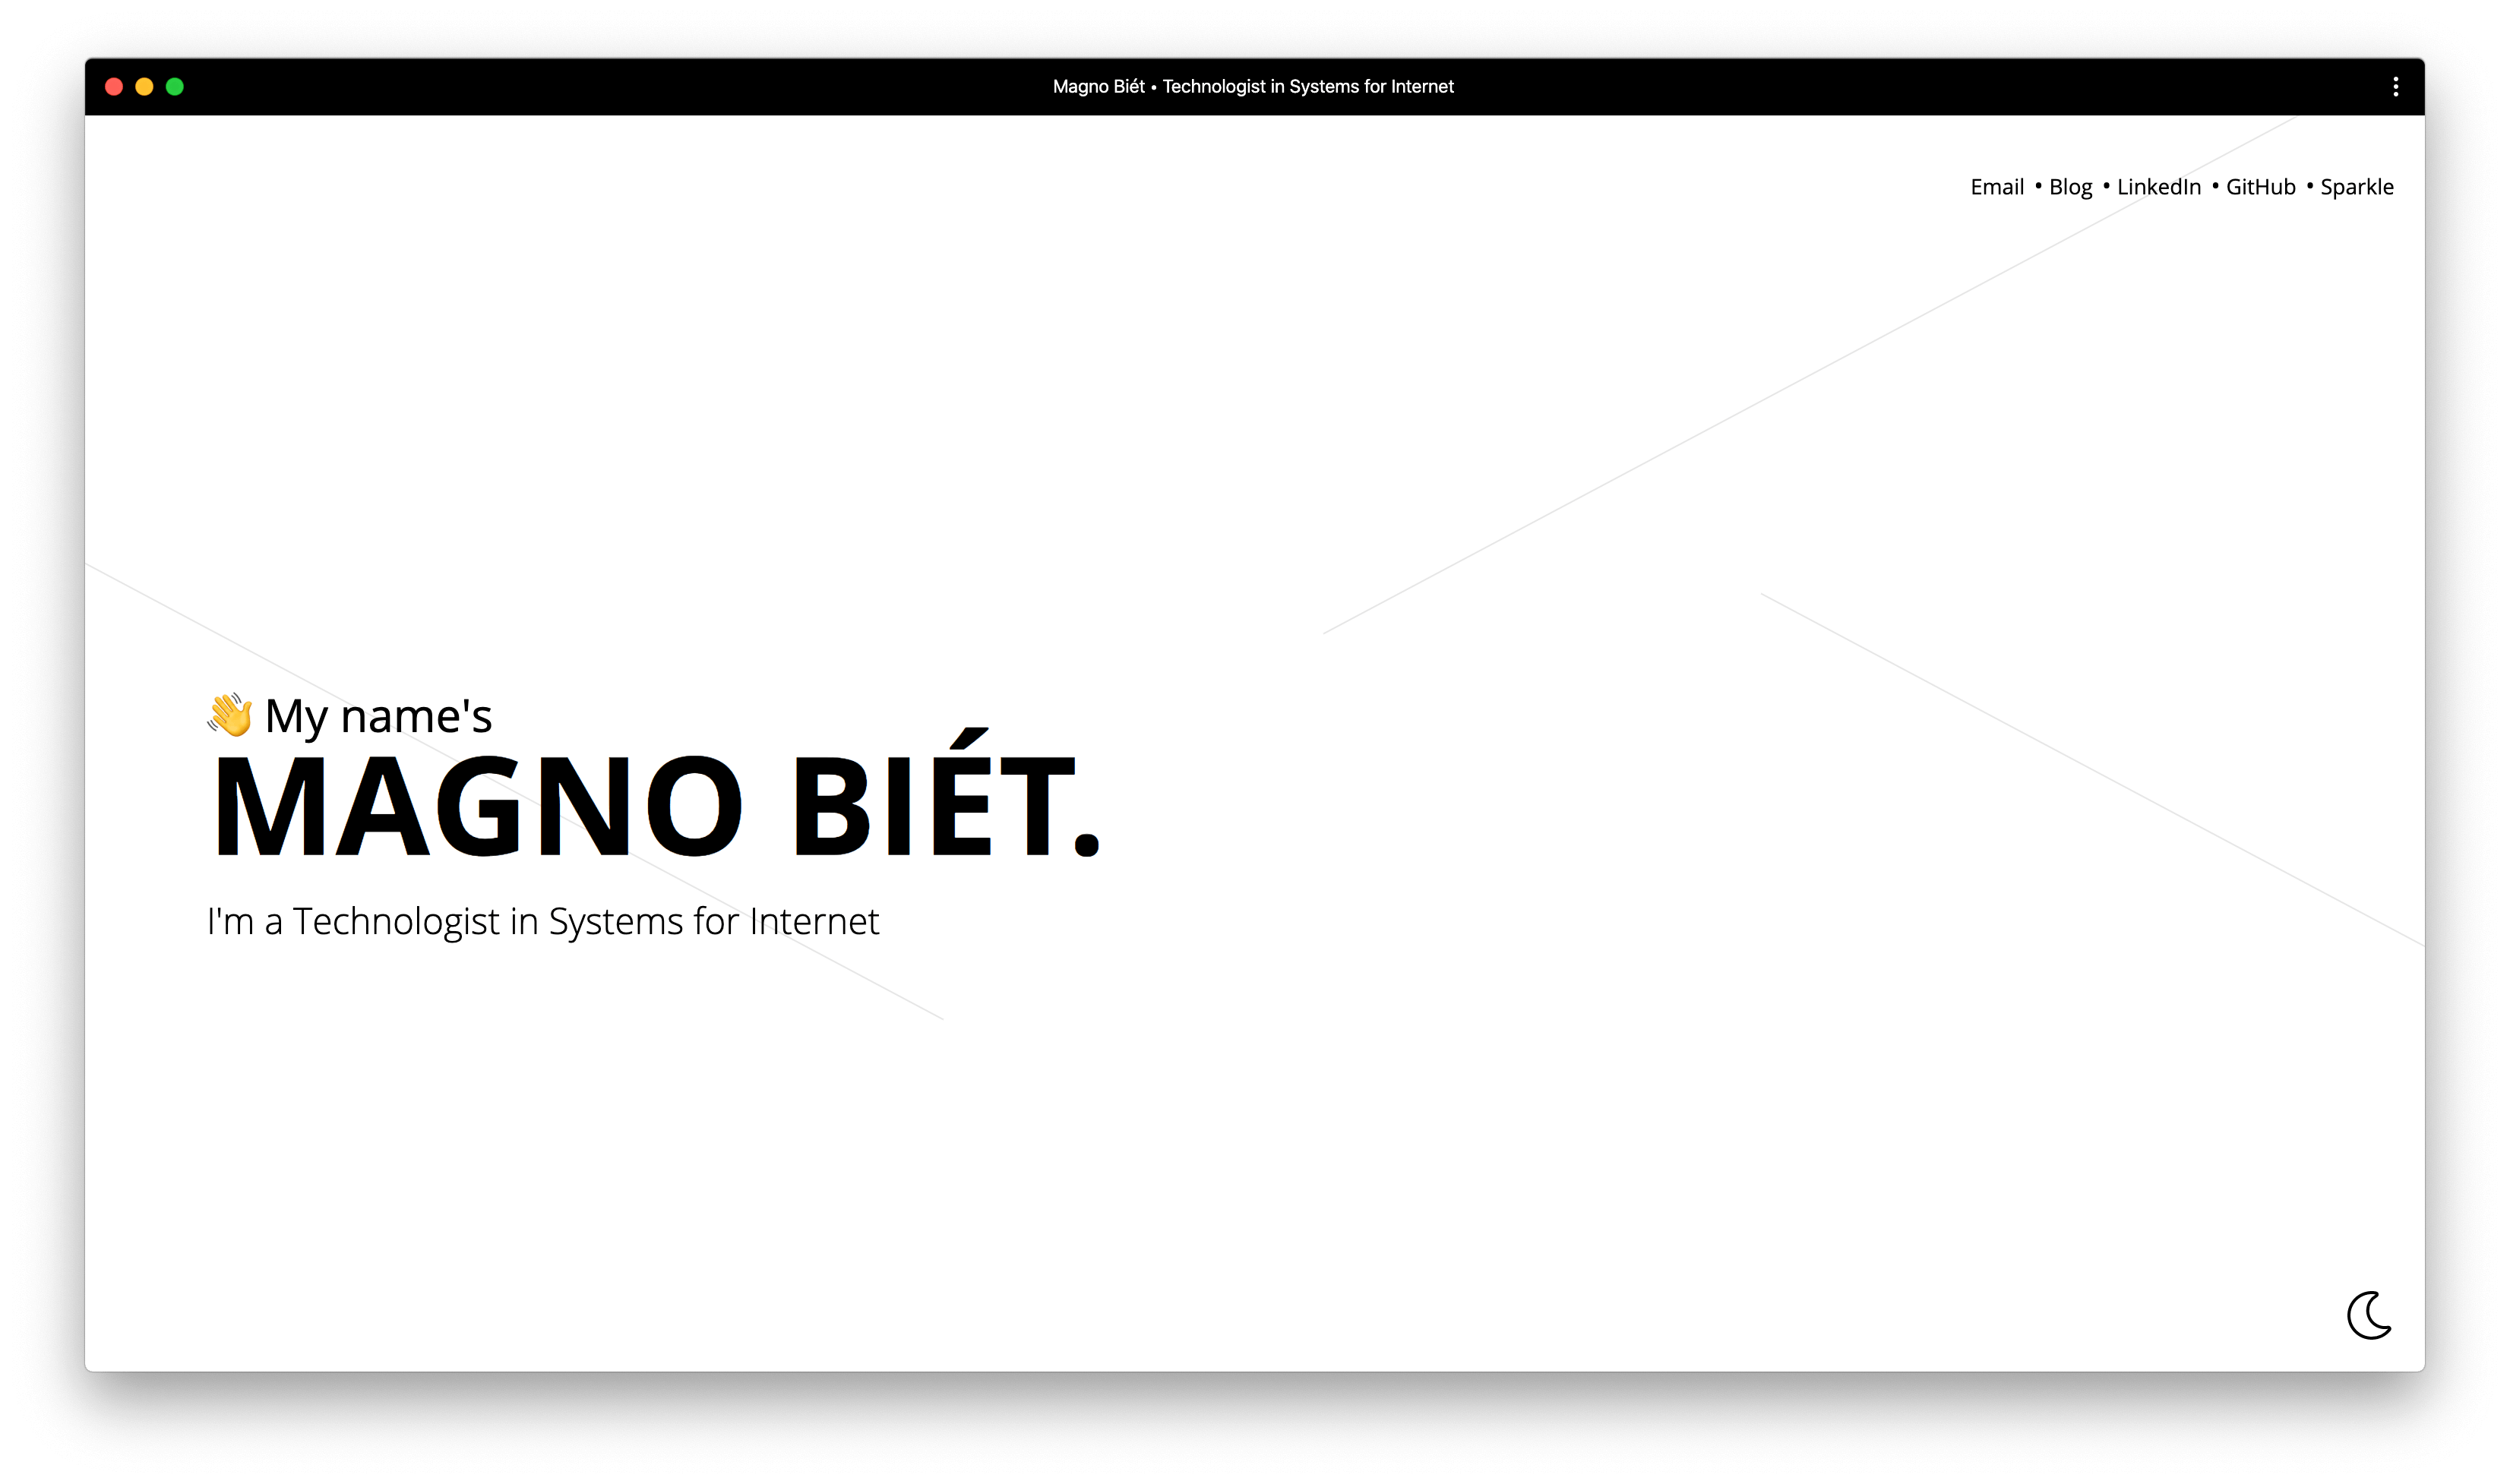 Magno Biét • Technologist in Systems for Internet
Email • Blog • LinkedIn • GitHub • Sparkle
👋 My name's
MAGNO BIÉT.
I'm a Technologist in Systems for Internet